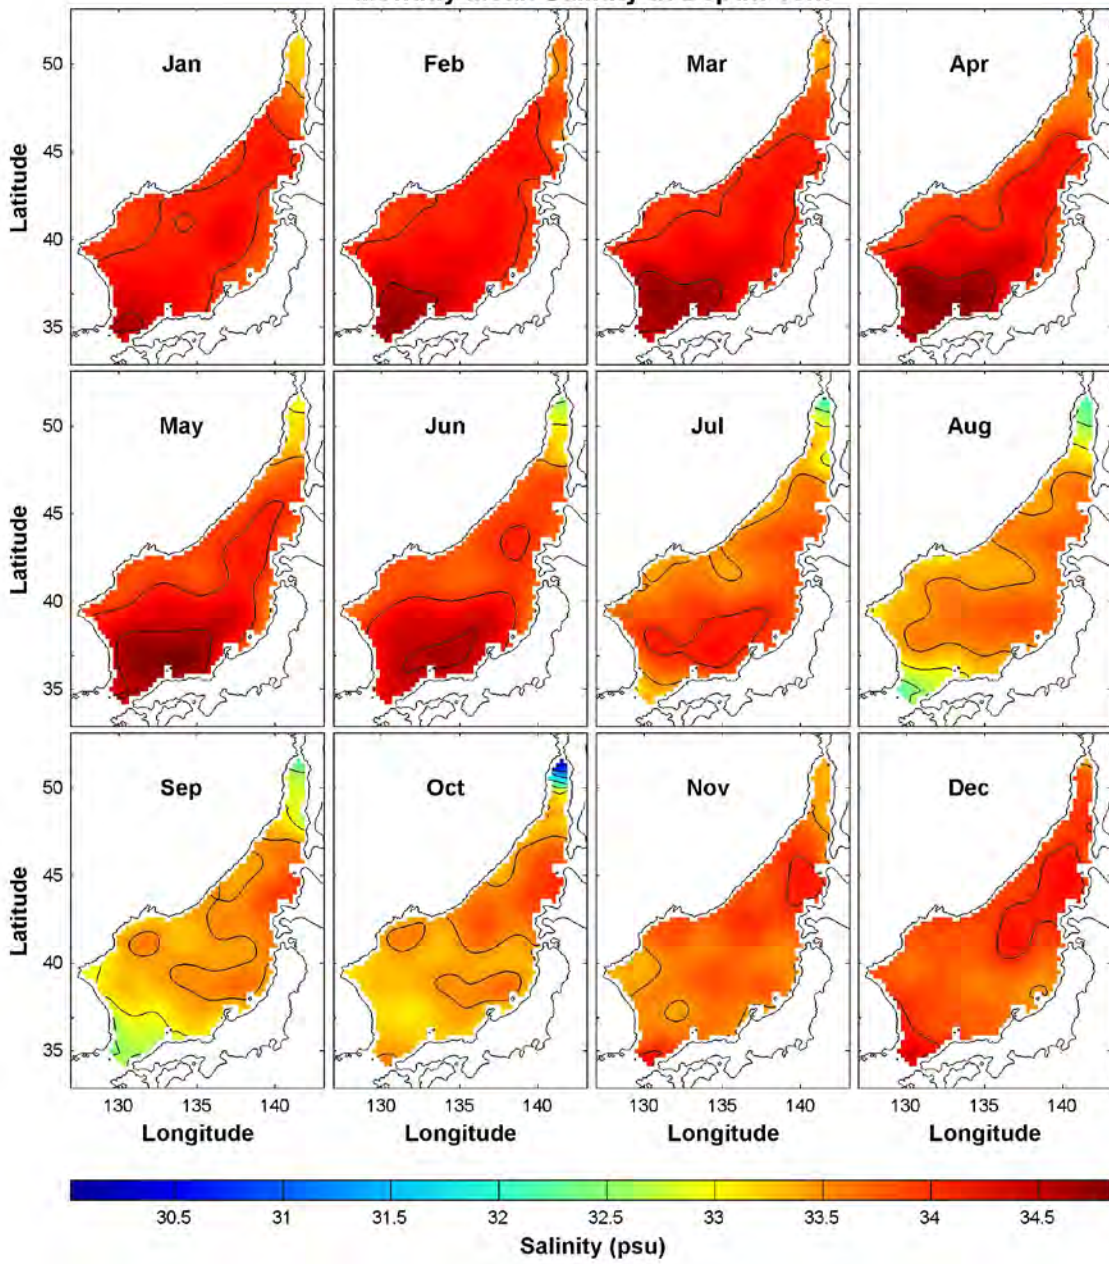 Jan Feb Mar Apr
Latitude
50
45
40
35
May Jun Jul Aug
Latitude
50
45
40
35
Sep Oct Nov Dec
Latitude
50
45
40
35
130 135 140 130 135 140 130 135 140 130 135 140
Longitude Longitude Longitude Longitude
30.5 31 31.5 32 32.5 33 33.5 34 34.5
Salinity (psu)